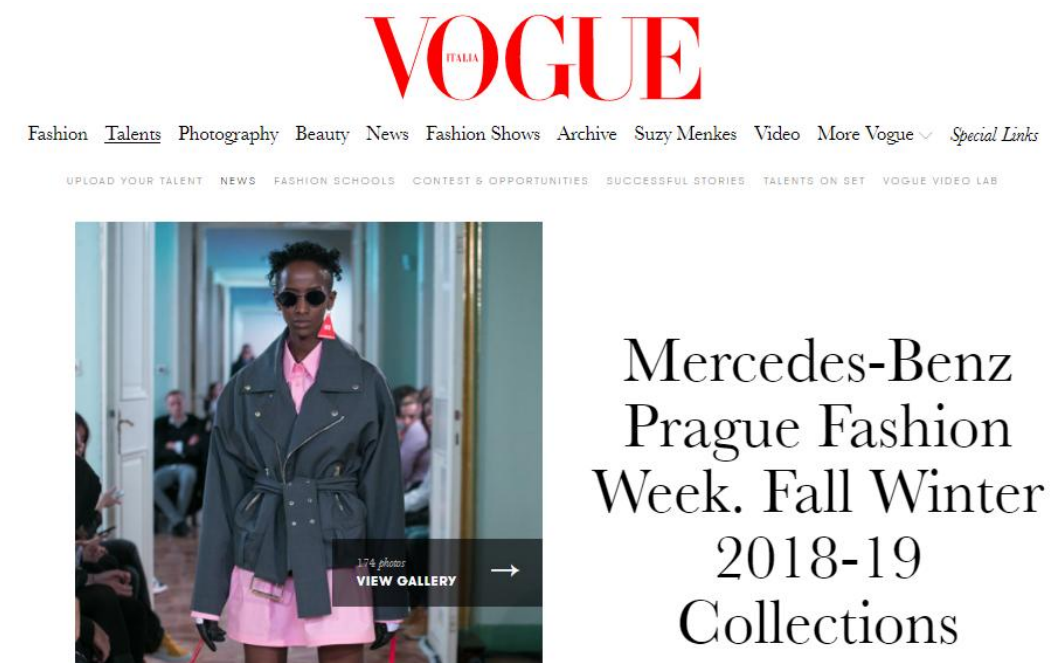 VOGUE
ITALIA
Fashion Talents Photography Beauty News Fashion Shows Archive Suzy Menkes Video More Vogue Special Links
UPLOAD YOUR TALENT NEWS FASHION SCHOOLS CONTEST & OPPORTUNITIES SUCCESSFUL STORIES TALENTS ON SET VOGUE VIDEO LAB
174 photos
VIEW GALLERY
Mercedes-Benz
Prague Fashion
Week. Fall Winter
2018-19
Collections